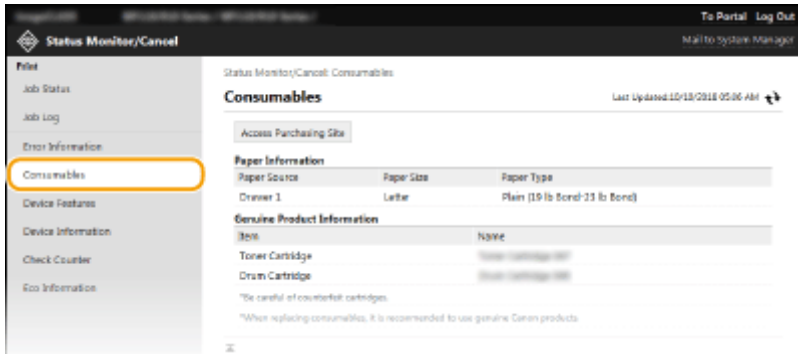 To Portal Log Out
Status Monitor/Cancel
Mail to System Manager
Print
Job Status
Job Log
Error Information
Consumables
Device Features
Device Information
Check Counter
Eco Information
Status Monitor/Cancel: Consumables
Consumables
Last Updated:10/18/2018 05:06 AM
Access Purchasing Site
Paper Information
Paper Source Paper Size Paper Type
Drawer 1 Letter Plain (19 lb Bond-23 lb Bond)
Genuine Product Information
Item Name
Toner Cartridge
Drum Cartridge
*Be careful of counterfeit cartridges.
*When replacing consumables, it is recommended to use genuine Canon products.